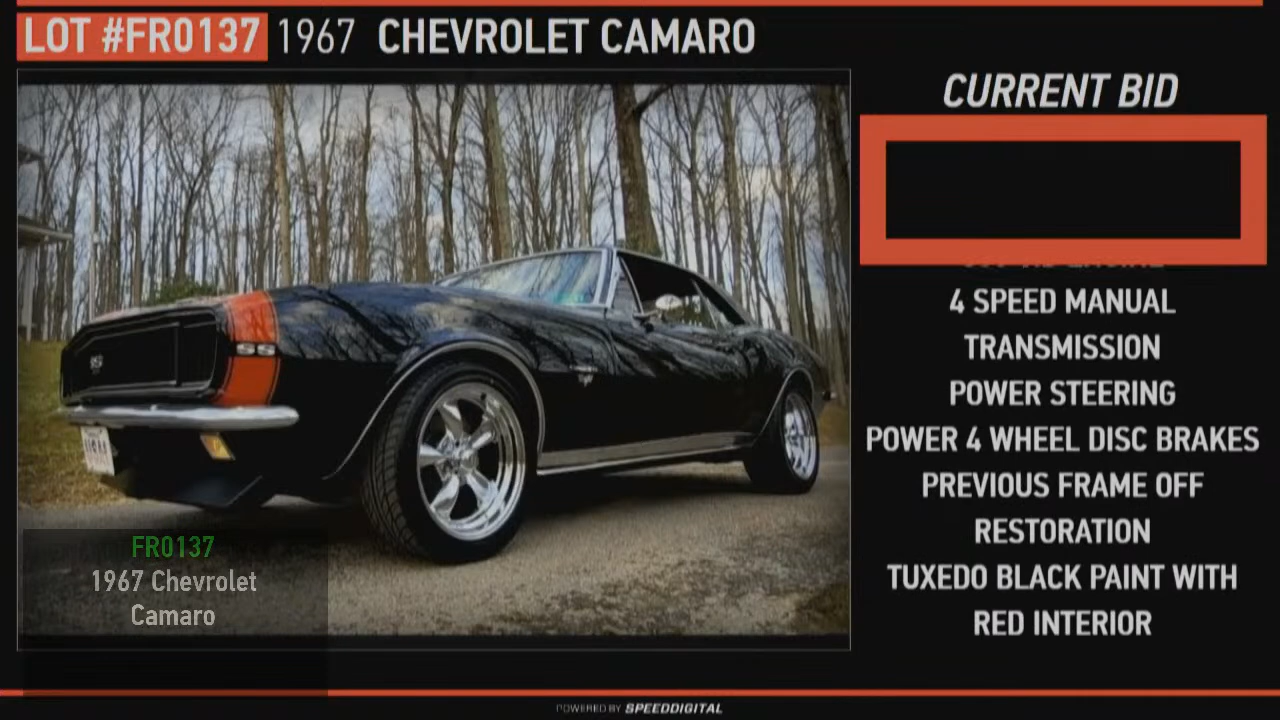 LOT #FR0137 1967 CHEVROLET CAMARO
CURRENT BID
4 SPEED MANUAL
TRANSMISSION
POWER STEERING
POWER 4 WHEEL DISC BRAKES
PREVIOUS FRAME OFF
RESTORATION
TUXEDO BLACK PAINT WITH
RED INTERIOR
SS
FR0137
1967 Chevrolet
Camaro
POWERED BY SPEEDDIGITAL